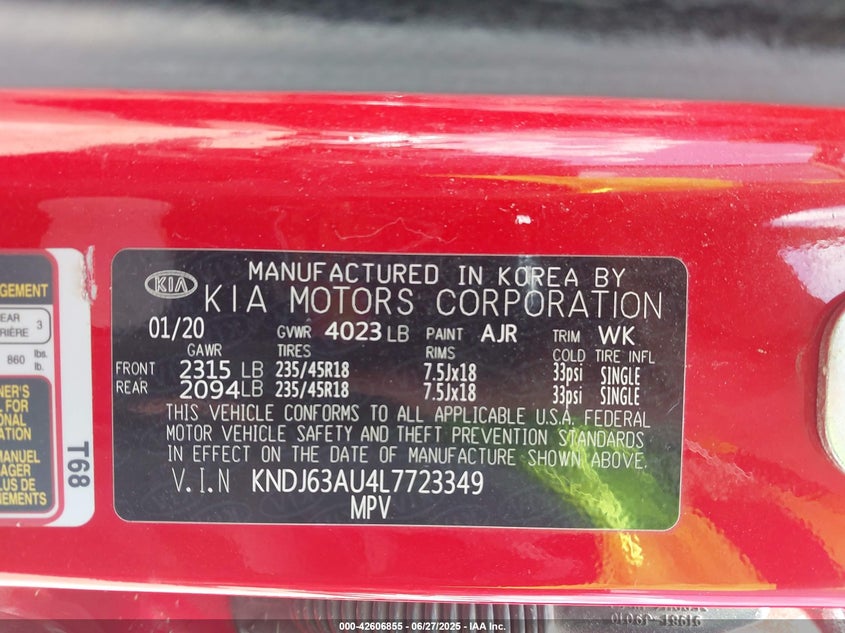 MANUFACTURED IN KOREA BY
KIA
KIA MOTORS CORPORATION
01/20 GVWR 4023 LB PAINT AJR TRIM WK
GAWR TIRES RIMS COLD TIRE INFL
FRONT 2315 LB 235/45R18 7.5Jx18 33psi SINGLE
REAR 2094 LB 235/45R18 7.5Jx18 33psi SINGLE
THIS VEHICLE CONFORMS TO ALL APPLICABLE U.S.A. FEDERAL
MOTOR VEHICLE SAFETY AND THEFT PREVENTION STANDARDS
IN EFFECT ON THE DATE OF MANUFACTURE SHOWN ABOVE.
V.I.N KNDJ63AU4L7723349
MPV
GEMENT
EAR
RIÈRE 3
860 lbs.
lb.
NER'S
L FOR
ONAL
MATION
MANUEL
AGER
LUS DE
NEMENTS
T68
000-42606855 - 06/27/2025 - IAA Inc.